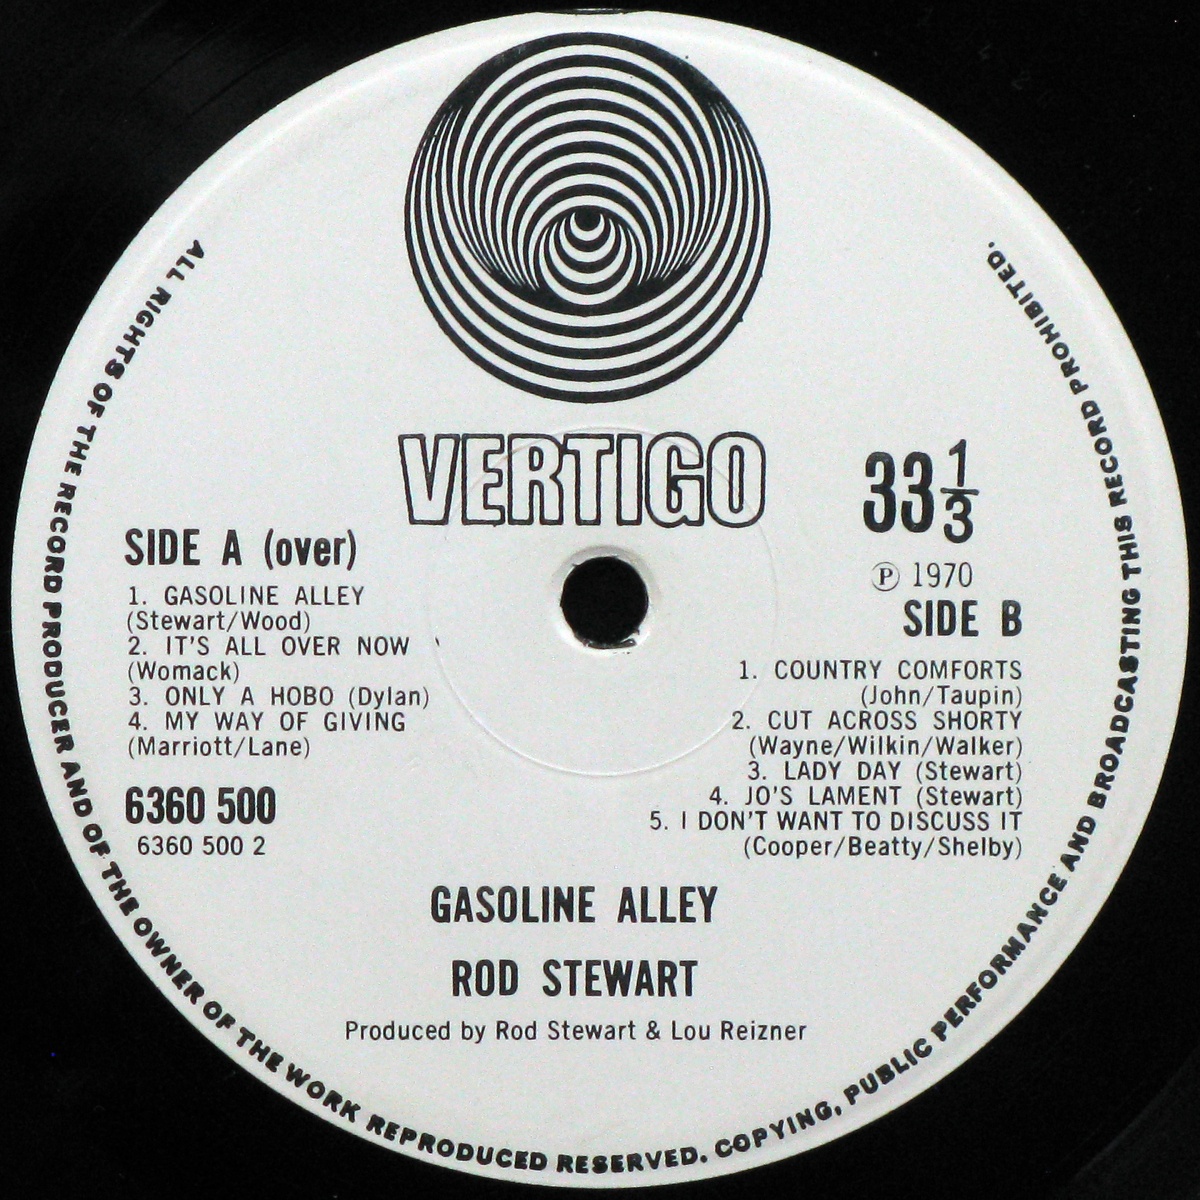 VERTIGO
33 1/3
℗ 1970
SIDE A (over)
1. GASOLINE ALLEY
(Stewart/Wood)
2. IT'S ALL OVER NOW
(Womack)
3. ONLY A HOBO (Dylan)
4. MY WAY OF GIVING
(Marriott/Lane)
6360 500
6360 500 2
SIDE B
1. COUNTRY COMFORTS
(John/Taupin)
2. CUT ACROSS SHORTY
(Wayne/Wilkin/Walker)
3. LADY DAY (Stewart)
4. JO'S LAMENT (Stewart)
5. I DON'T WANT TO DISCUSS IT
(Cooper/Beatty/Shelby)
GASOLINE ALLEY
ROD STEWART
Produced by Rod Stewart & Lou Reizner
ALL RIGHTS OF THE RECORD PRODUCER AND OF THE OWNER OF THE WORK REPRODUCED RESERVED. COPYING, PUBLIC PERFORMANCE AND BROADCASTING THIS RECORD PROHIBITED.